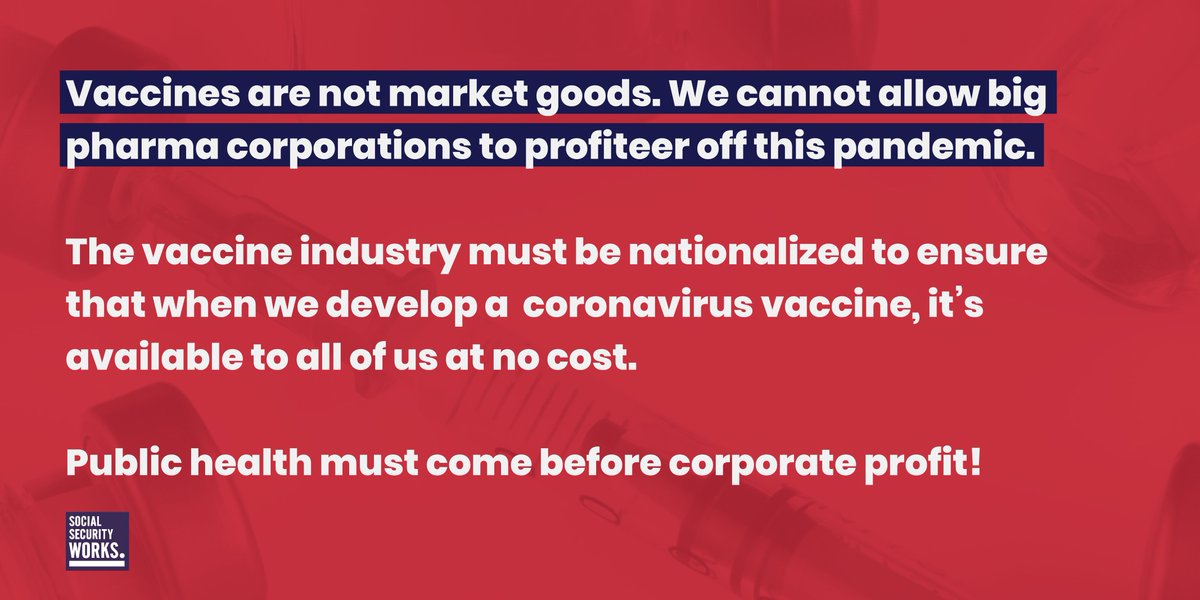 Vaccines are not market goods. We cannot allow big
pharma corporations to profiteer off this pandemic.
The vaccine industry must be nationalized to ensure
that when we develop a  coronavirus vaccine, it’s
available to all of us at no cost.
Public health must come before corporate profit!
SOCIAL
SECURITY
WORKS.